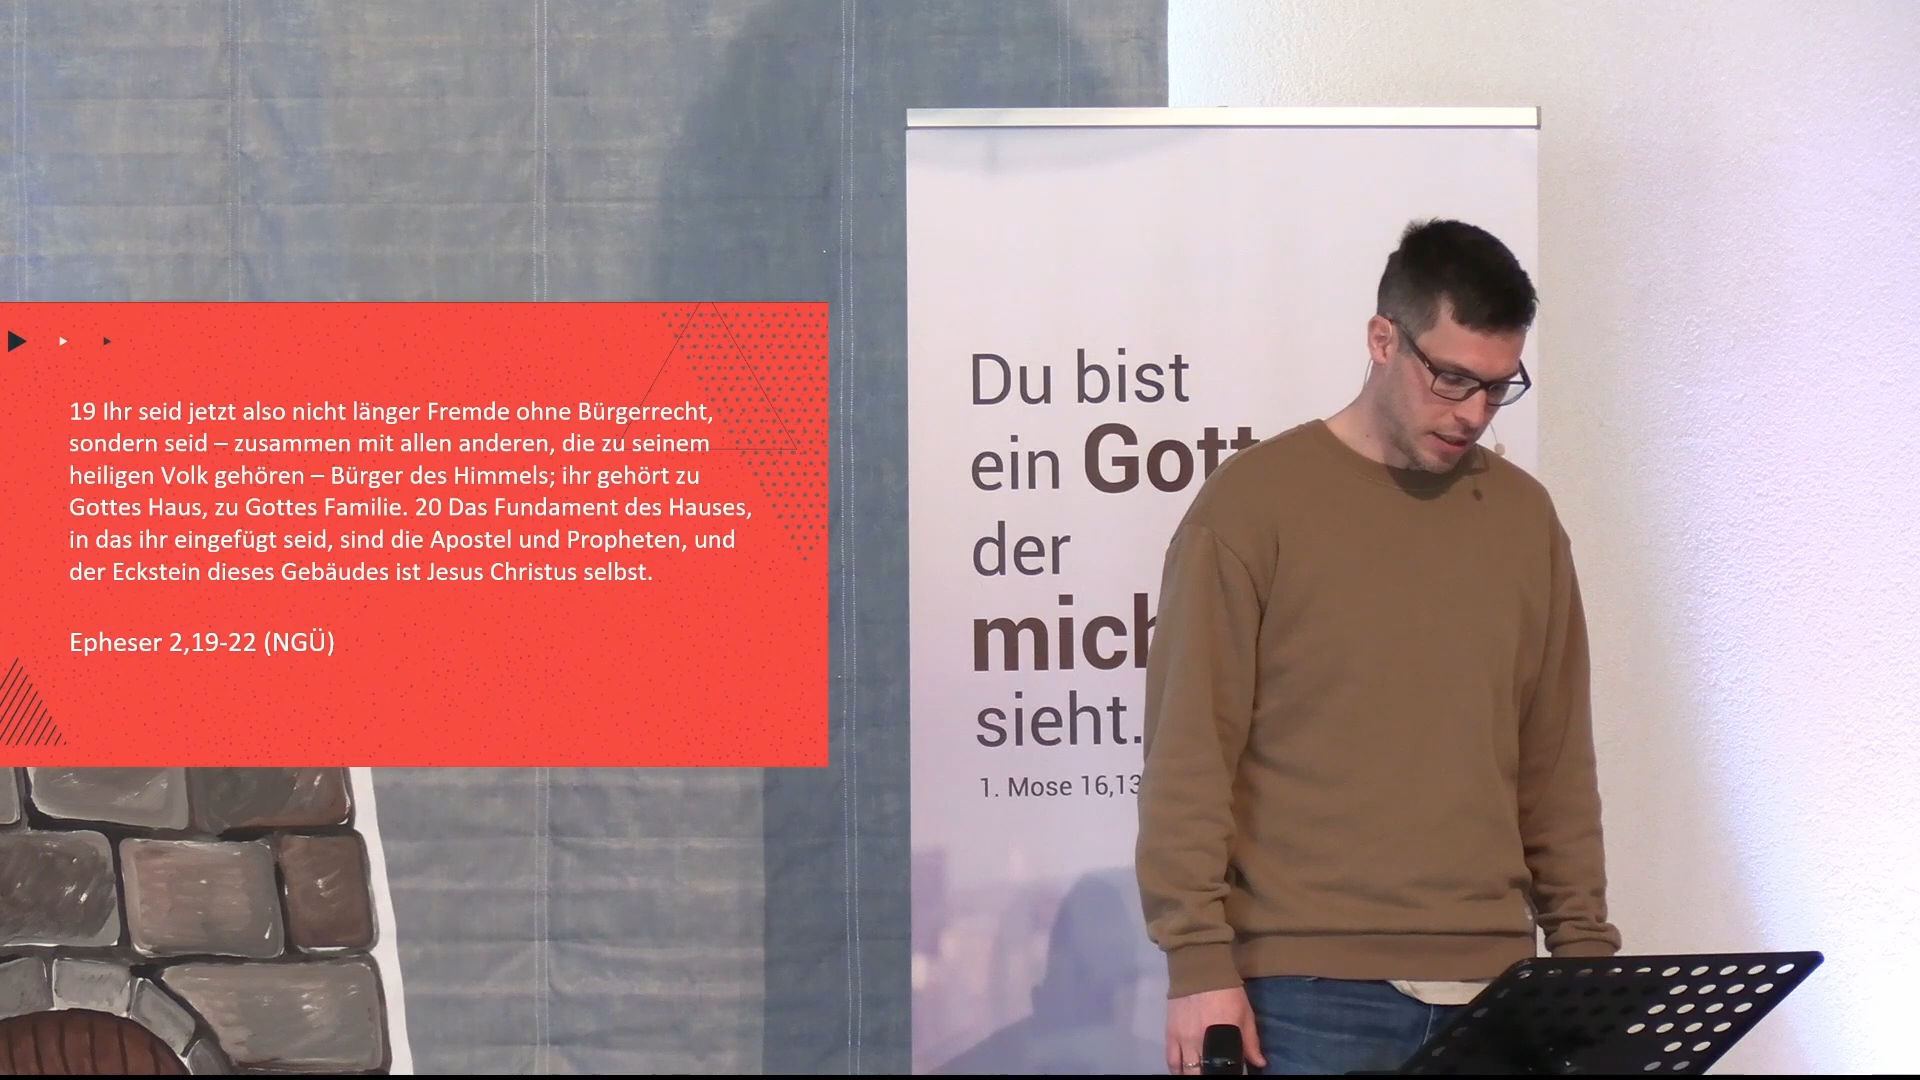 19 Ihr seid jetzt also nicht länger Fremde ohne Bürgerrecht,
sondern seid – zusammen mit allen anderen, die zu seinem
heiligen Volk gehören – Bürger des Himmels; ihr gehört zu
Gottes Haus, zu Gottes Familie. 20 Das Fundament des Hauses,
in das ihr eingefügt seid, sind die Apostel und Propheten, und
der Eckstein dieses Gebäudes ist Jesus Christus selbst.
Epheser 2,19-22 (NGÜ)
Du bist
ein Gott
der
mich
sieht.
1. Mose 16,13